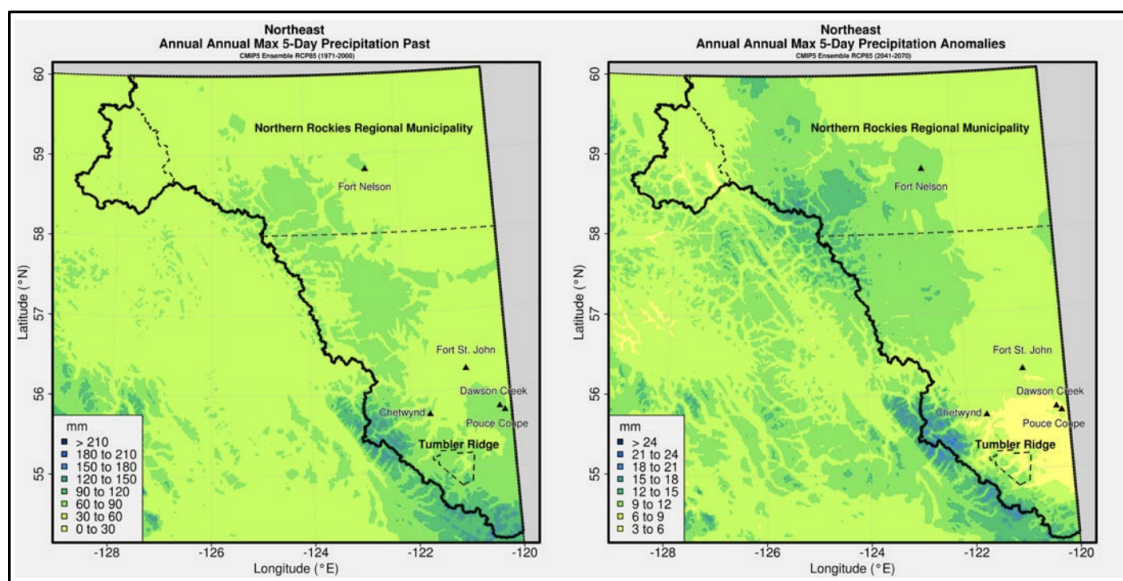 Northeast
Annual Annual Max 5-Day Precipitation Past
CMIP5 Ensemble RCP85 (1971-2000)
60
59
58
57
56
55
Latitude (°N)
Northern Rockies Regional Municipality
Fort Nelson
Fort St. John
Dawson Creek
Chetwynd
Pouce Coupe
Tumbler Ridge
mm
> 210
180 to 210
150 to 180
120 to 150
90 to 120
60 to 90
30 to 60
0 to 30
-128
-126
-124
-122
-120
Longitude (°E)
Northeast
Annual Annual Max 5-Day Precipitation Anomalies
CMIP5 Ensemble RCP85 (2041-2070)
60
59
58
57
56
55
Latitude (°N)
Northern Rockies Regional Municipality
Fort Nelson
Fort St. John
Dawson Creek
Chetwynd
Pouce Coupe
Tumbler Ridge
mm
> 24
21 to 24
18 to 21
15 to 18
12 to 15
9 to 12
6 to 9
3 to 6
-128
-126
-124
-122
-120
Longitude (°E)